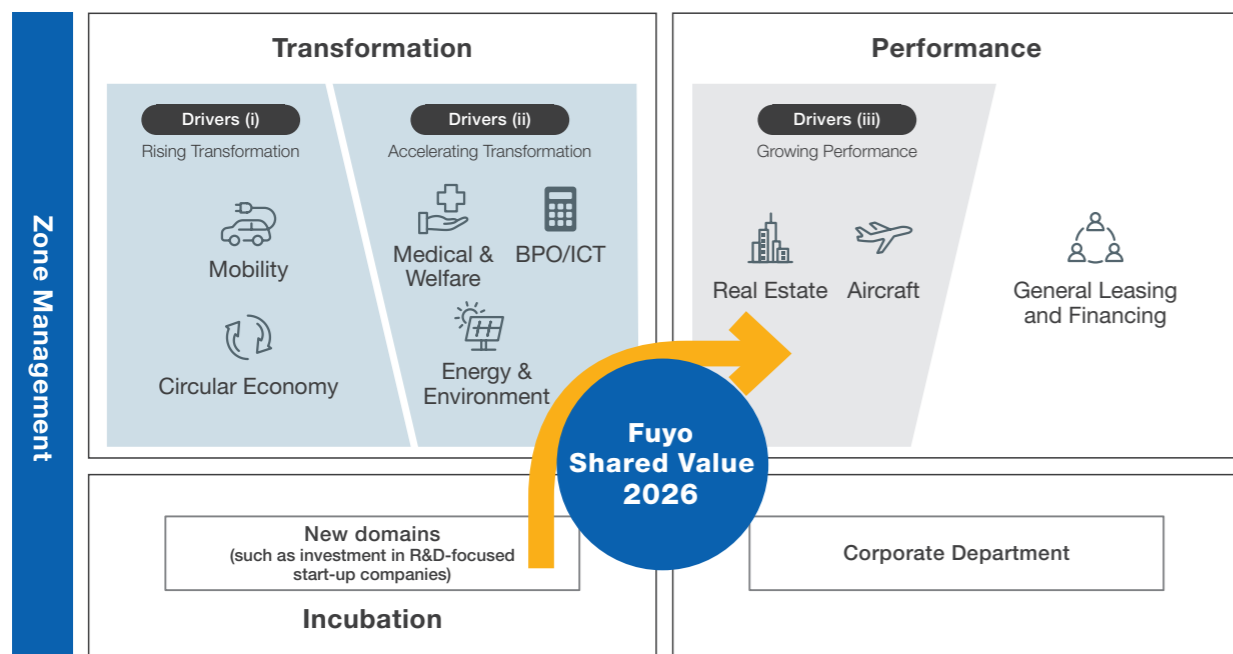 Zone Management
Transformation
Drivers (i)
Rising Transformation
Mobility
Circular Economy
Drivers (ii)
Accelerating Transformation
Medical &
Welfare
BPO/ICT
Energy &
Environment
Performance
Drivers (iii)
Growing Performance
Real Estate
Aircraft
General Leasing
and Financing
Fuyo
Shared Value
2026
New domains
(such as investment in R&D-focused
start-up companies)
Incubation
Corporate Department